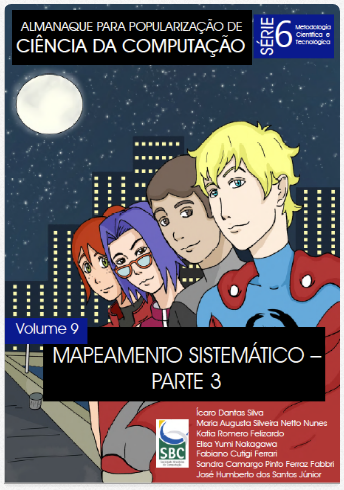 ALMANAQUE PARA POPULARIZAÇÃO DE
CIÊNCIA DA COMPUTAÇÃO
SÉRIE
6
Metodologia
Científica e
Tecnológica
Volume 9
MAPEAMENTO SISTEMÁTICO –
PARTE 3
SBC
Ícaro Dantas Silva
Maria Augusta Silveira Netto Nunes
Katia Romero Felizardo
Elisa Yumi Nakagawa
Fabiano Cutigi Ferrari
Sandra Camargo Pinto Ferraz Fabbri
José Humberto dos Santos Júnior